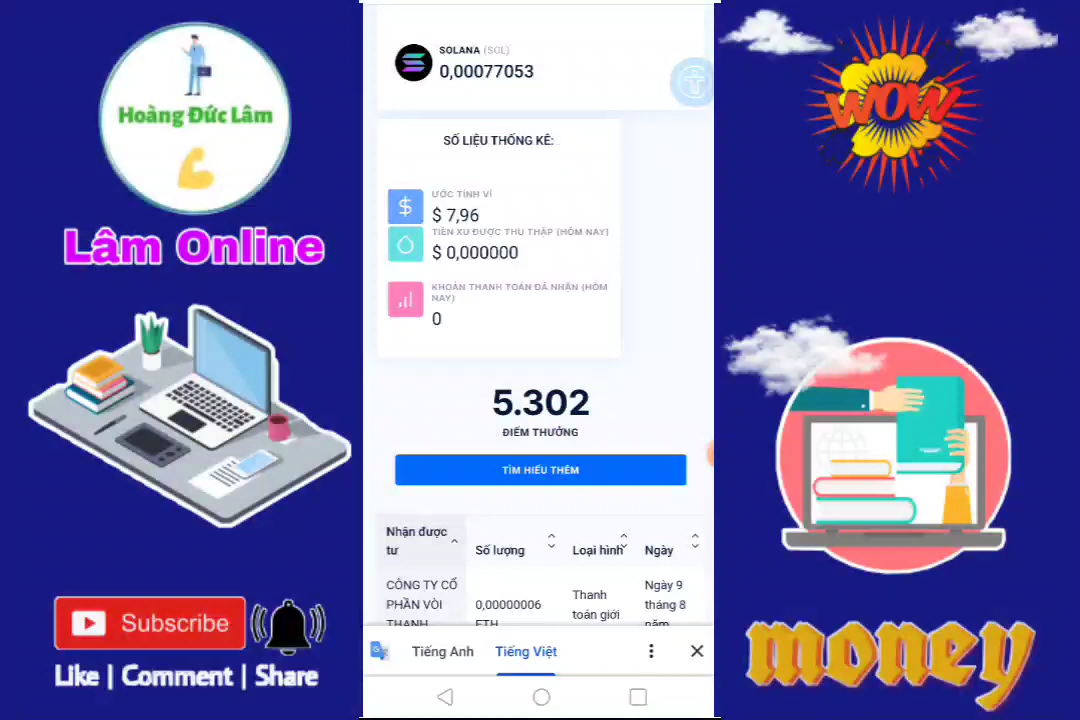 Hoàng Đức Lâm
Lâm Online
Subscribe
Like | Comment | Share
SOLANA (SOL)
0,00077053
SỐ LIỆU THỐNG KÊ:
ƯỚC TÍNH VÍ
$ 7,96
TIỀN XU ĐƯỢC THU THẬP (HÔM NAY)
$ 0,000000
KHOẢN THANH TOÁN ĐÃ NHẬN (HÔM
NAY)
0
5.302
ĐIỂM THƯỞNG
TÌM HIỂU THÊM
Nhận được
từ
Số lượng
Loại hình
Ngày
CÔNG TY CỔ
PHẦN VÒI
THANH
0,00000006
ETH
Thanh
toán giới
Ngày 9
tháng 8
năm
Tiếng Anh
Tiếng Việt
WOW
money